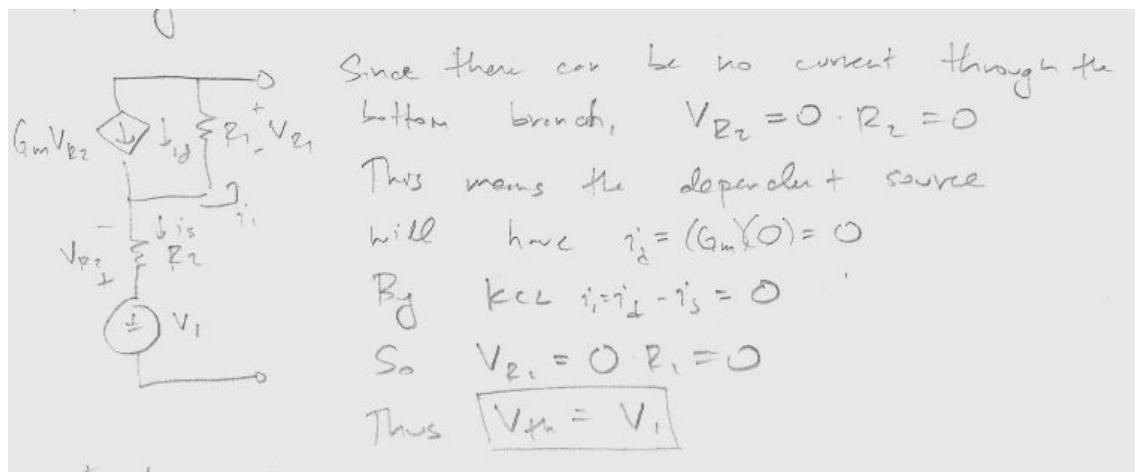 Since there can be no current through the
bottom branch, V_R2 = 0 · R2 = 0
This means the dependent source
will have i_d = (Gm)(0) = 0
By KCL i1 = i_d - i_s = 0
So V_R1 = 0 · R1 = 0
Thus V_th = V1
GmV_R2
i_d
+
R1
-
V_R1
i1
-
i_s
V_R2
R2
+
V1